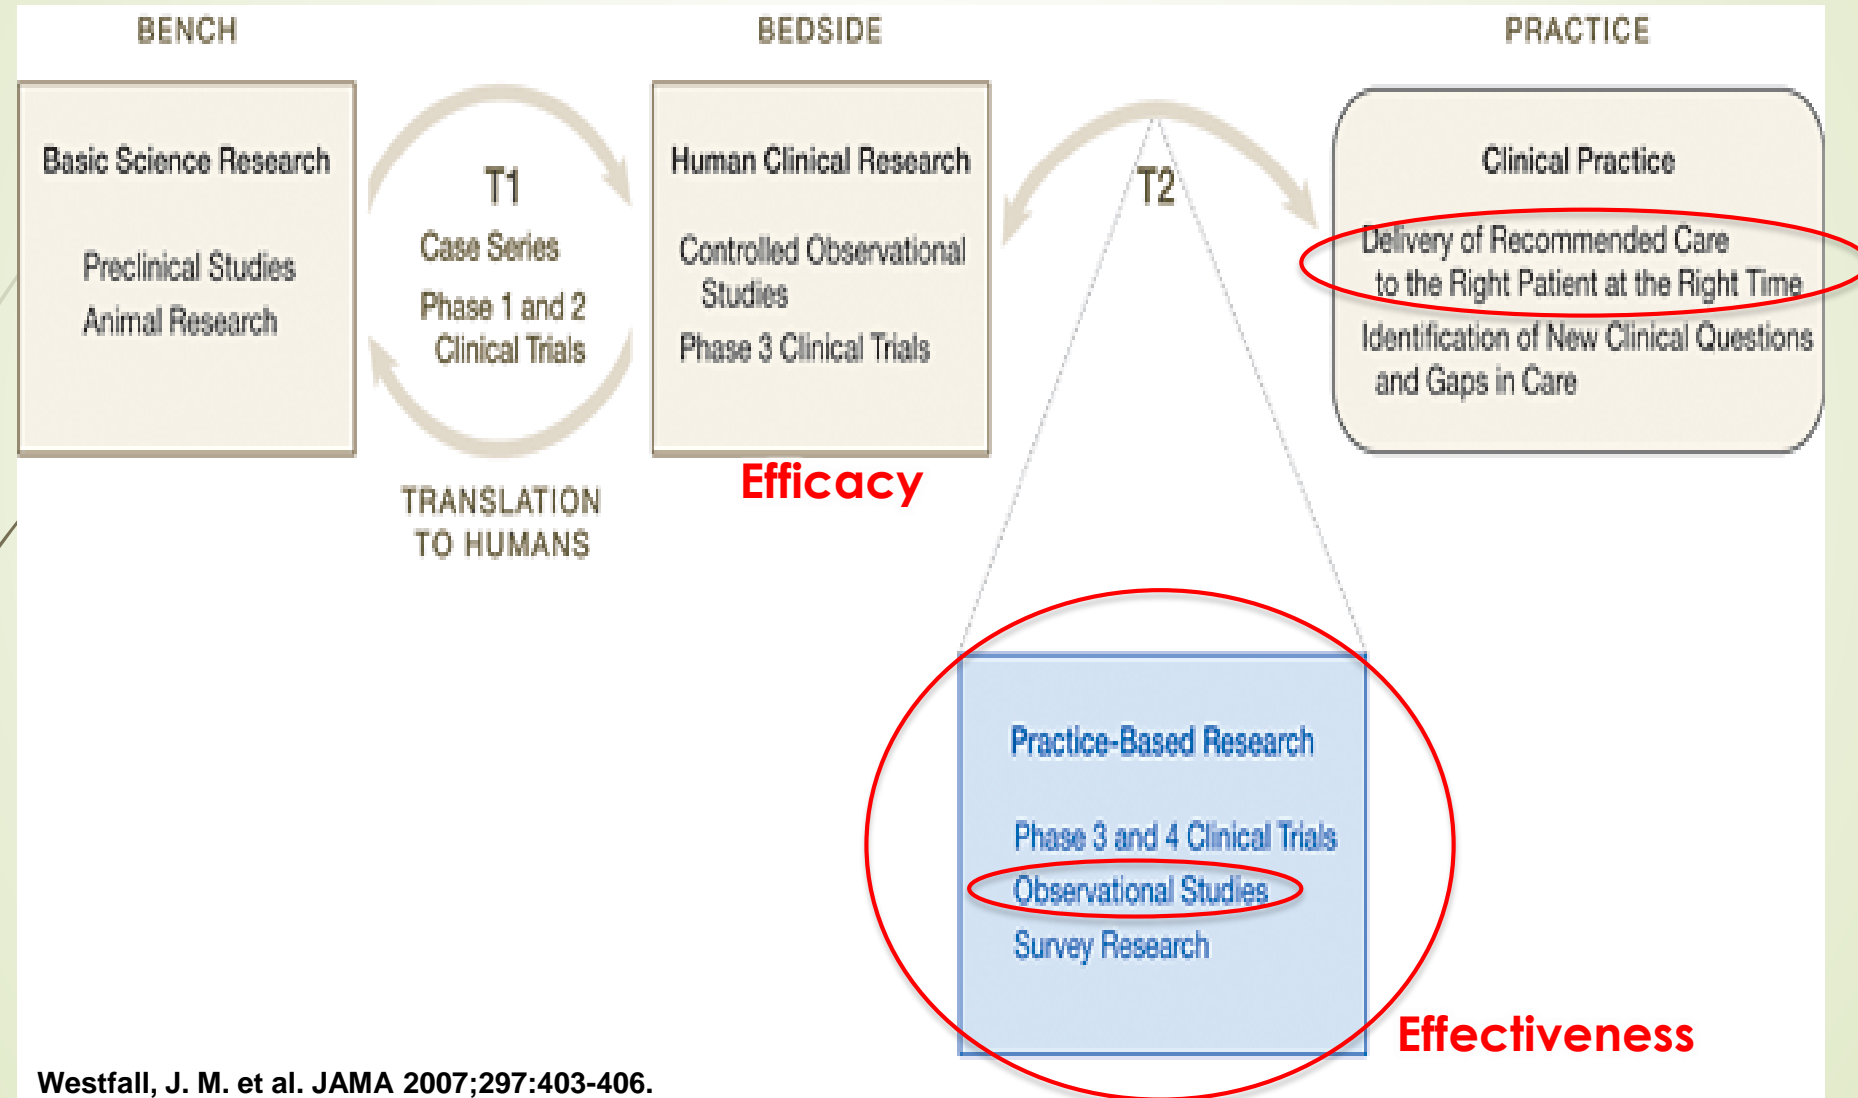 BENCH
BEDSIDE
PRACTICE
Basic Science Research
Preclinical Studies
Animal Research
T1
Case Series
Phase 1 and 2
Clinical Trials
TRANSLATION
TO HUMANS
Human Clinical Research
Controlled Observational
Studies
Phase 3 Clinical Trials
Efficacy
T2
Clinical Practice
Delivery of Recommended Care
to the Right Patient at the Right Time
Identification of New Clinical Questions
and Gaps in Care
Practice-Based Research
Phase 3 and 4 Clinical Trials
Observational Studies
Survey Research
Effectiveness
Westfall, J. M. et al. JAMA 2007;297:403-406.